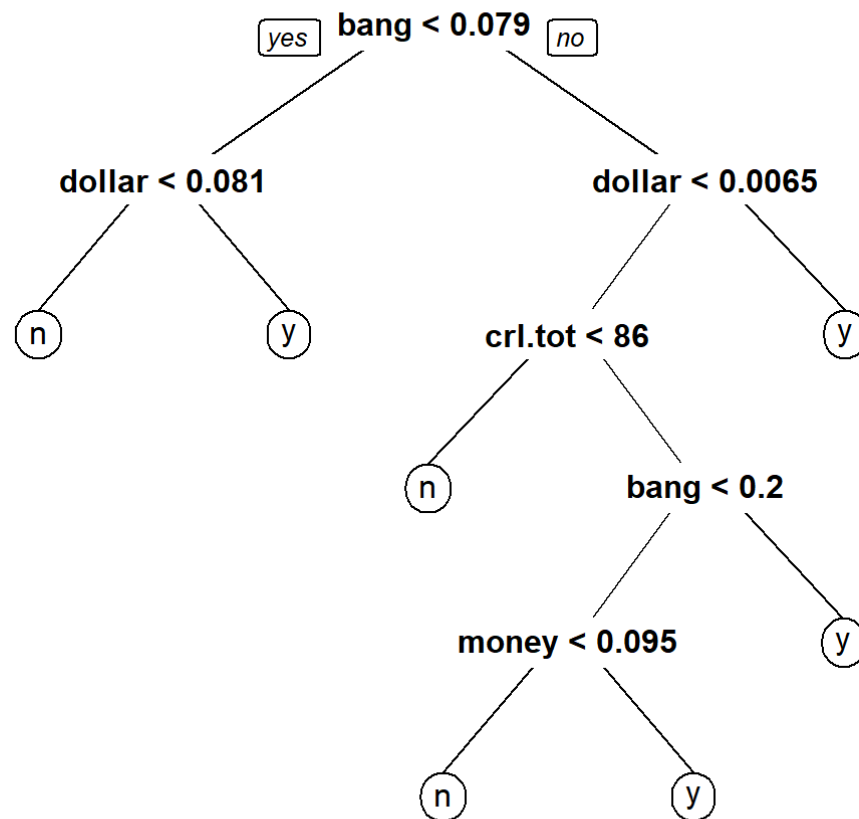 yes bang < 0.079 no
dollar < 0.081 dollar < 0.0065
n y crl.tot < 86 y
n bang < 0.2
money < 0.095 y
n y